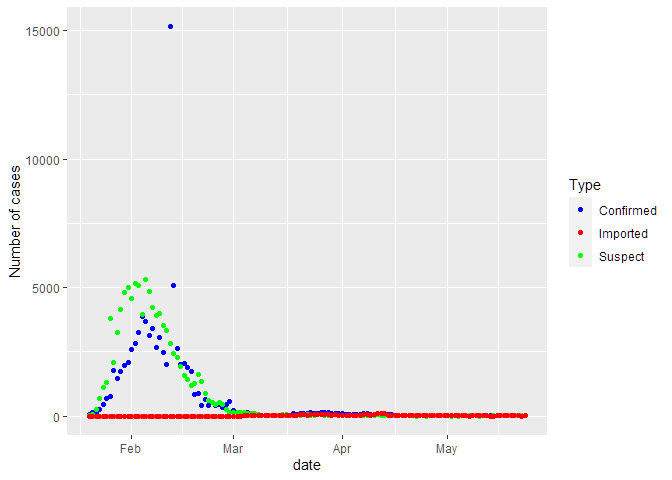 15000
10000
5000
0
Number of cases
Feb
Mar
Apr
May
date
Type
Confirmed
Imported
Suspect